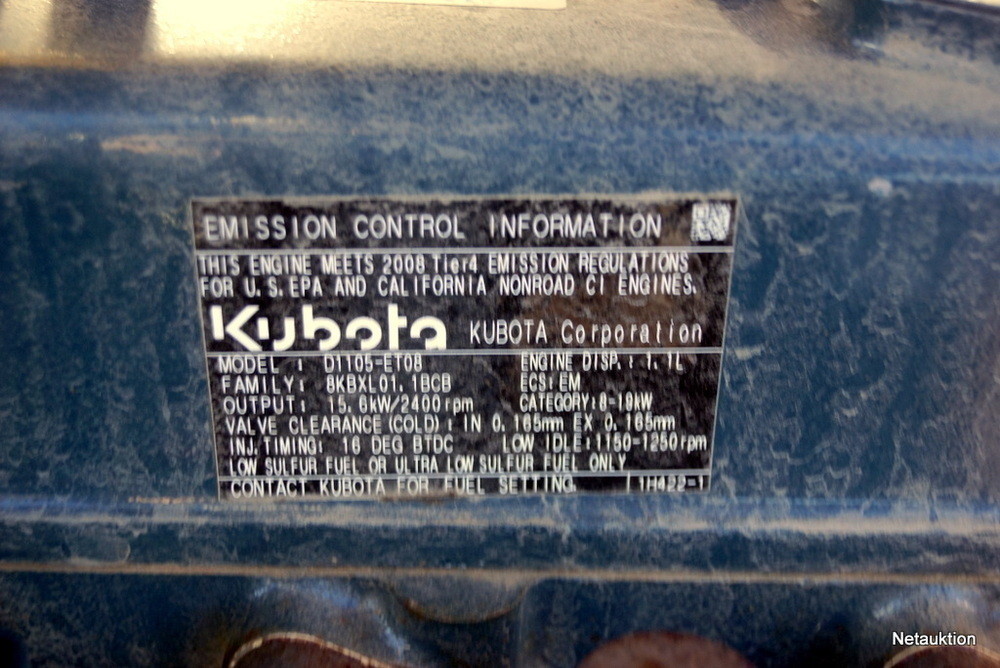 EMISSION CONTROL INFORMATION
THIS ENGINE MEETS 2008 Tier4 EMISSION REGULATIONS
FOR U.S.EPA AND CALIFORNIA NONROAD CI ENGINES.
Kubota KUBOTA Corporation
MODEL : D1105-ET08 ENGINE DISP.: 1.1L
FAMILY: 8KBXL01.1BCB ECS:EM
OUTPUT: 15.6kW/2400rpm CATEGORY:8-19kW
VALVE CLEARANCE(COLD): IN 0.165mm EX 0.165mm
INJ.TIMING: 16 DEG BTDC LOW IDLE:1150-1250rpm
LOW SULFUR FUEL OR ULTRA LOW SULFUR FUEL ONLY
CONTACT KUBOTA FOR FUEL SETTING. 1H422-1
Netauktion